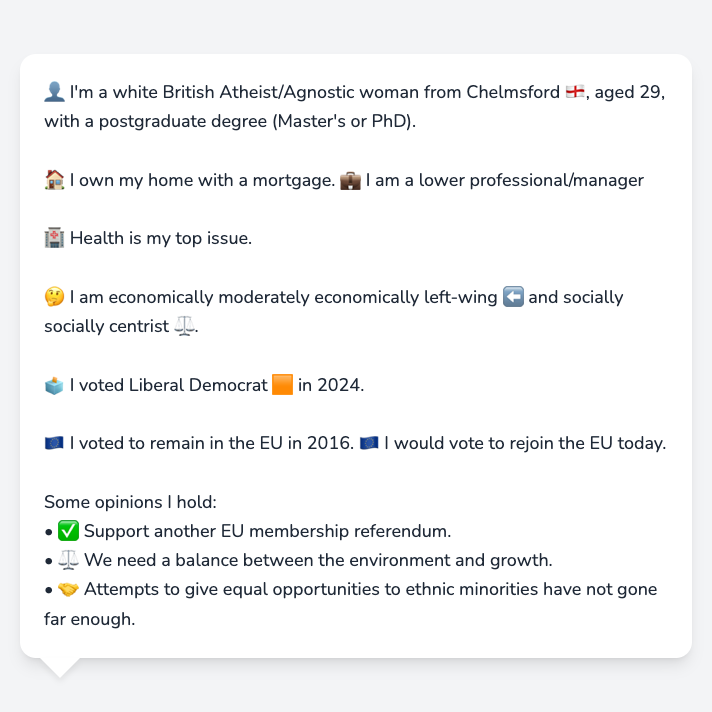 👤 I'm a white British Atheist/Agnostic woman from Chelmsford 🏴󠁧󠁢󠁥󠁮󠁧󠁿, aged 29,
with a postgraduate degree (Master's or PhD).
🏠 I own my home with a mortgage. 💼 I am a lower professional/manager
🏥 Health is my top issue.
🤔 I am economically moderately economically left-wing ⬅️ and socially
socially centrist ⚖️.
🗳️ I voted Liberal Democrat 🟧 in 2024.
🇪🇺 I voted to remain in the EU in 2016. 🇪🇺 I would vote to rejoin the EU today.
Some opinions I hold:
• ✅ Support another EU membership referendum.
• ⚖️ We need a balance between the environment and growth.
• 🤝 Attempts to give equal opportunities to ethnic minorities have not gone
far enough.